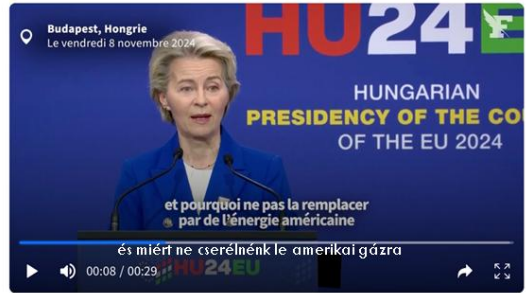 Budapest, Hongrie
Le vendredi 8 novembre 2024
HU24E
HUNGARIAN
PRESIDENCY OF THE COU
OF THE EU 2024
et pourquoi ne pas la remplacer
par de l'énergie américaine
és miért ne cserélnénk le amerikai gázra
00:08 / 00:29
HU24EU